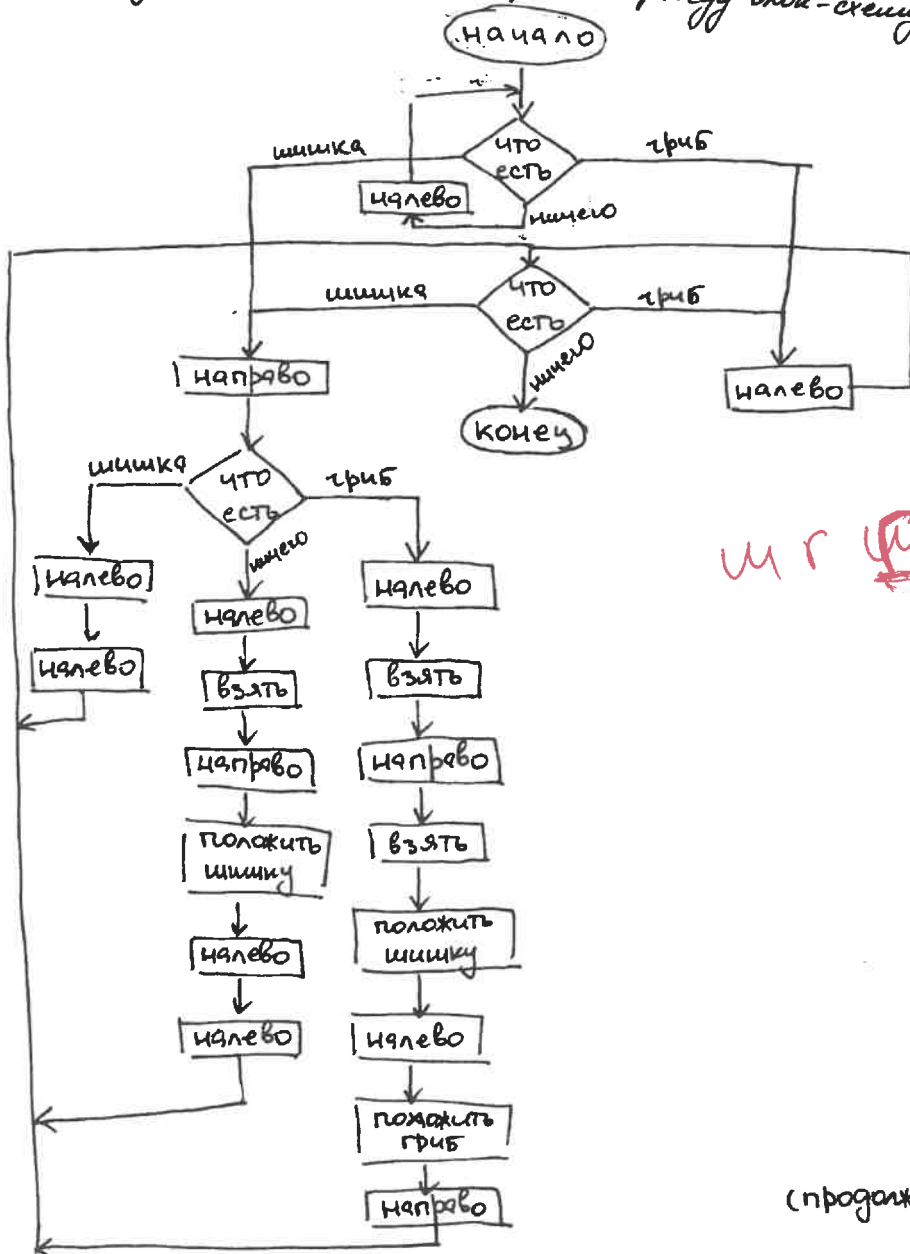 блок-схему
начало
шишка
что
есть
гриб
налево
ничего
шишка
что
есть
гриб
ничего
направо
налево
конец
шишка
что
есть
гриб
ничего
налево
налево
налево
налево
взять
взять
направо
направо
положить
шишку
взять
положить
шишку
налево
налево
налево
положить
гриб
направо